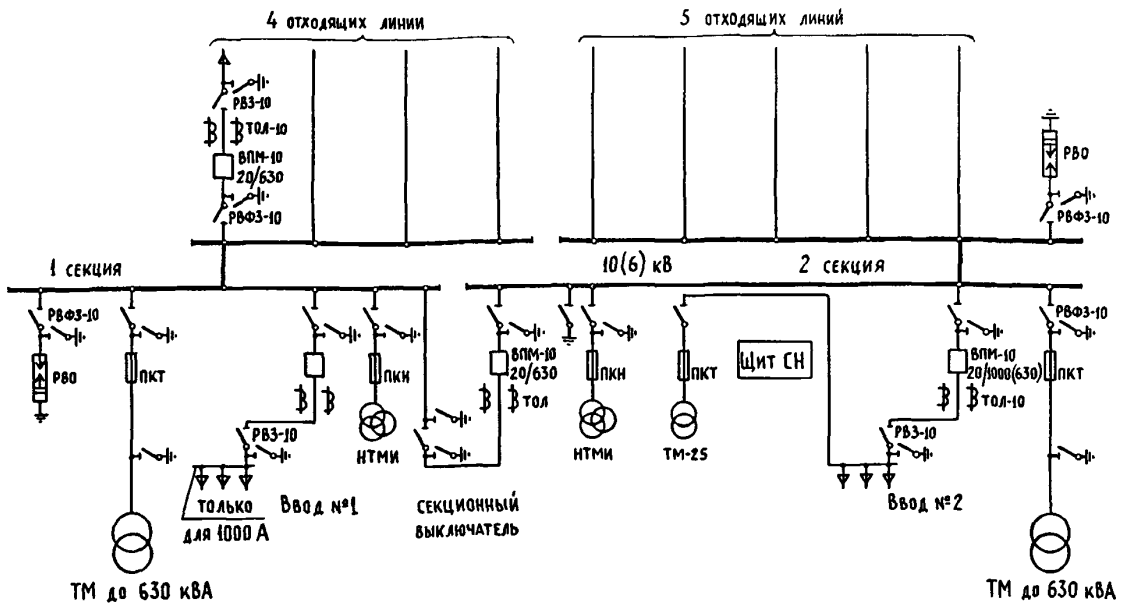 4 отходящих линии
5 отходящих линий
РВЗ-10
ТОЛ-10
ВПМ-10
20/630
РВФЗ-10
РВО
РВФЗ-10
1 секция
10(6) кВ
2 секция
РВФЗ-10
РВО
ПКТ
ПКН
НТМИ
РВЗ-10
только
для 1000 А
Ввод №1
секционный
выключатель
ВПМ-10
20/630
ТОЛ
ПКН
НТМИ
ПКТ
ТМ-25
Щит СН
ВПМ-10
20/1000(630)
ТОЛ-10
РВЗ-10
Ввод №2
РВФЗ-10
ПКТ
ТМ до 630 кВА
ТМ до 630 кВА